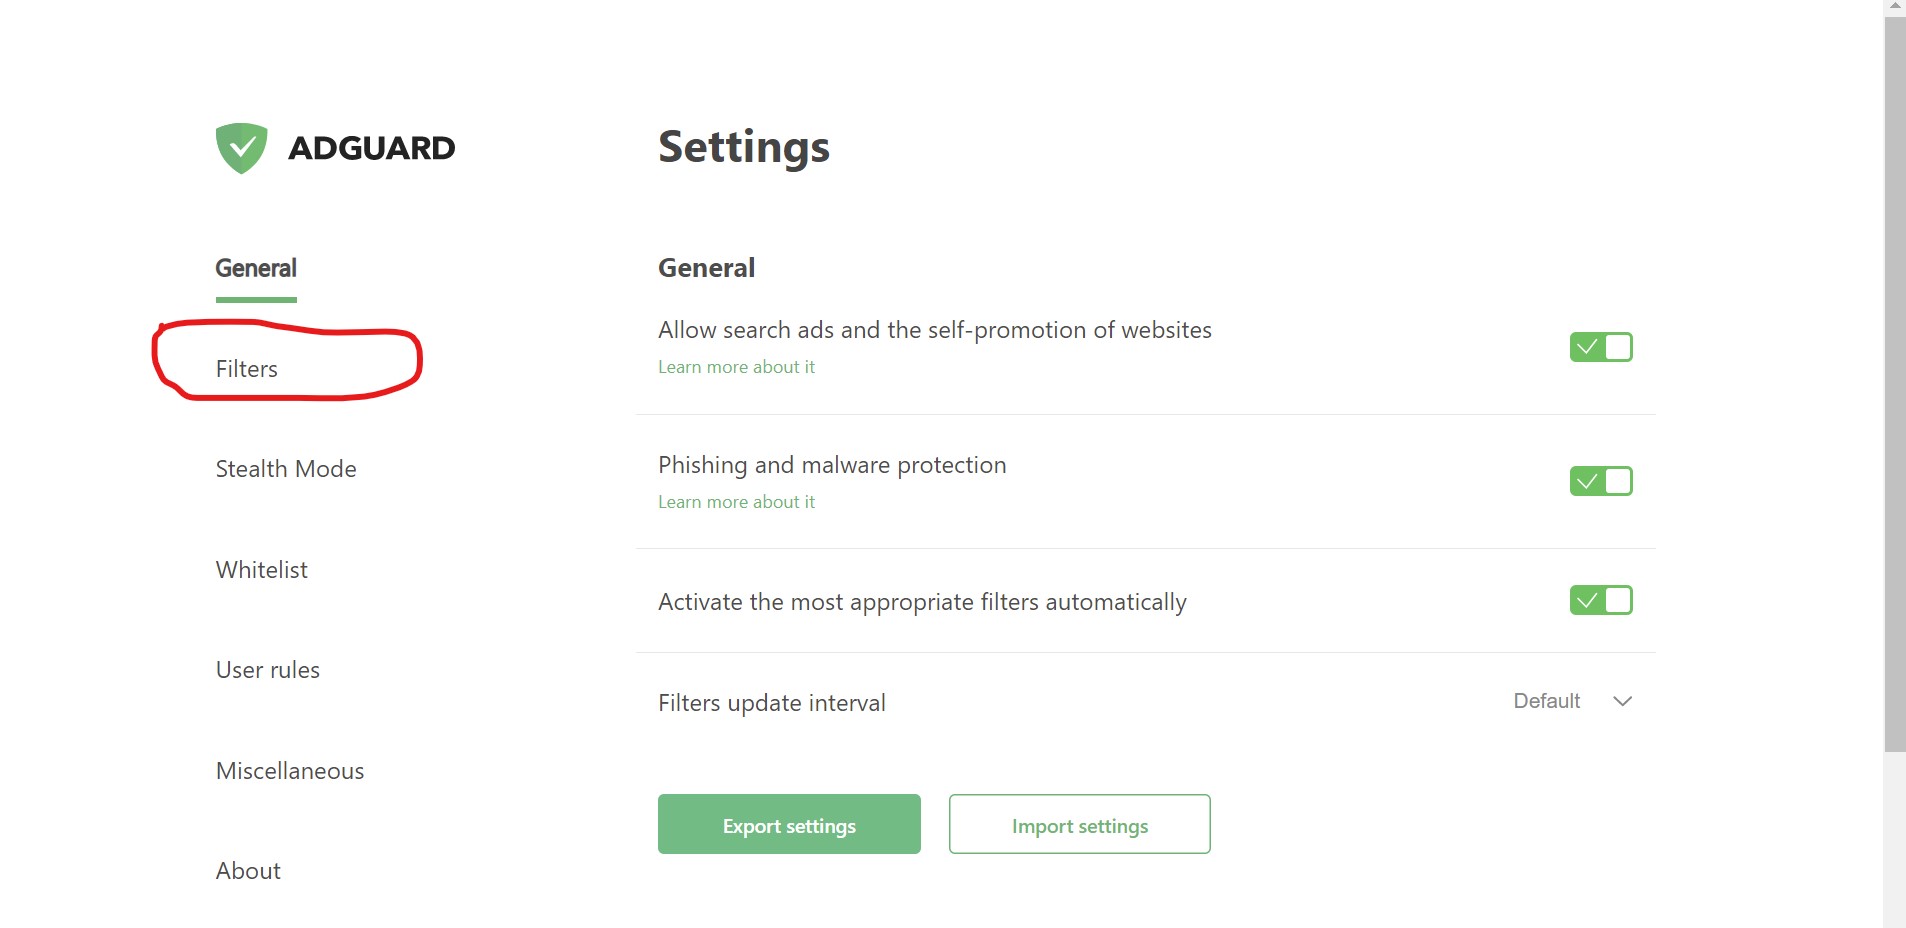 ADGUARD
General
Filters
Stealth Mode
Whitelist
User rules
Miscellaneous
About
Settings
General
Allow search ads and the self-promotion of websites
Learn more about it
Phishing and malware protection
Learn more about it
Activate the most appropriate filters automatically
Filters update interval
Default
Export settings
Import settings